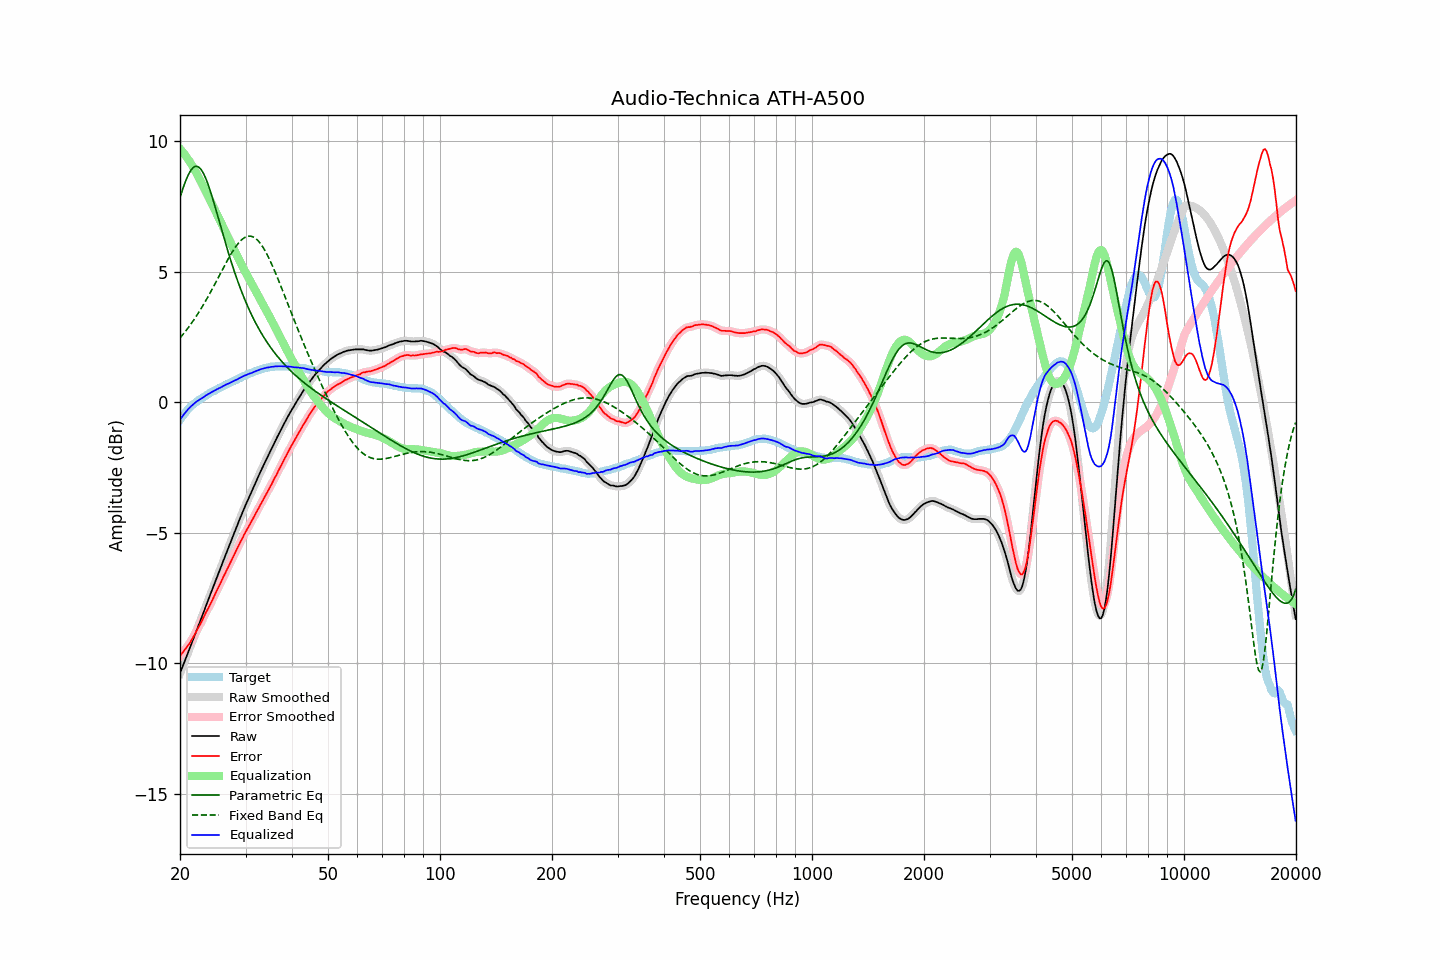 Audio-Technica ATH-A500
Amplitude (dBr)
10
5
0
−5
−10
−15
Target
Raw Smoothed
Error Smoothed
Raw
Error
Equalization
Parametric Eq
Fixed Band Eq
Equalized
20 50 100 200 500 1000 2000 5000 10000 20000
Frequency (Hz)